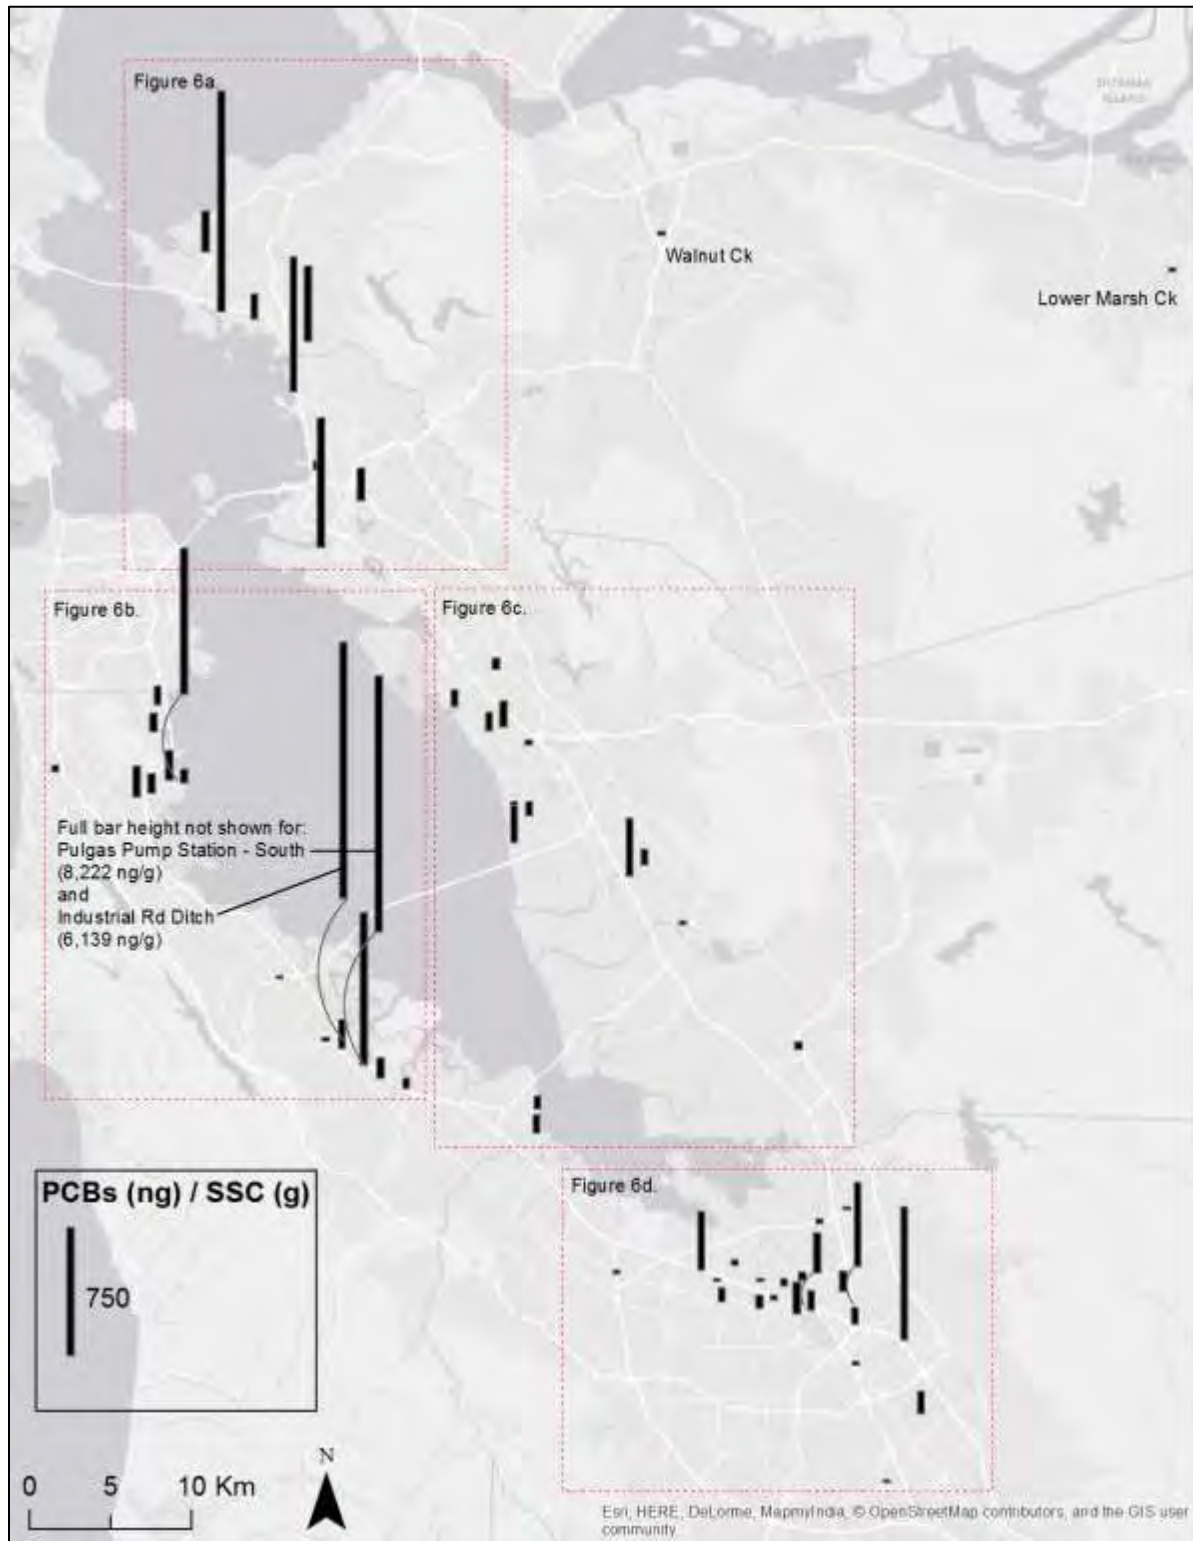 Figure 6a.
Walnut Ck
Lower Marsh Ck
Figure 6b.
Figure 6c.
Full bar height not shown for:
Pulgas Pump Station - South
(8,222 ng/g)
and
Industrial Rd Ditch
(6,139 ng/g)
Figure 6d.
PCBs (ng) / SSC (g)
750
N
0 5 10 Km
Esri, HERE, DeLorme, MapmyIndia, © OpenStreetMap contributors, and the GIS user
community